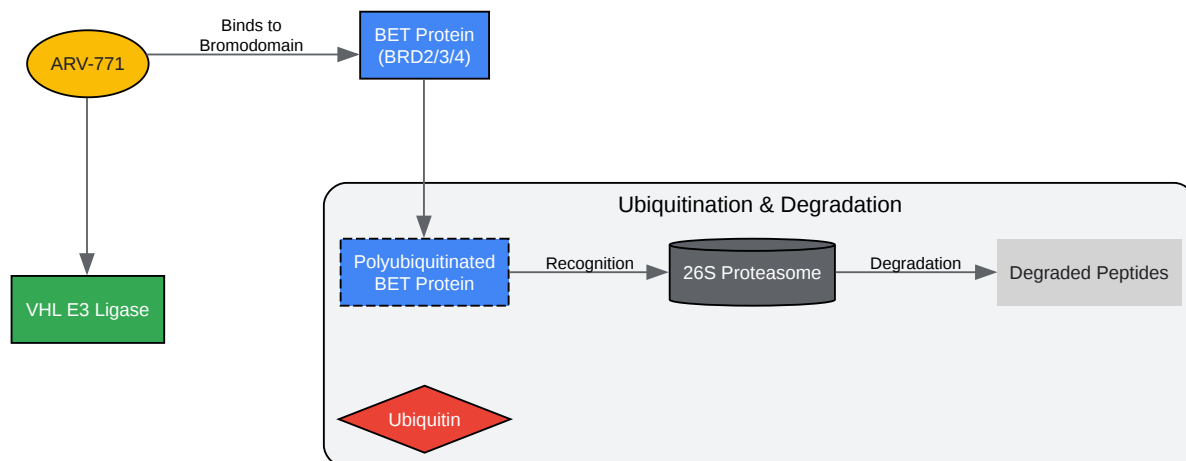 Binds to
Bromodomain
ARV-771
BET Protein
(BRD2/3/4)
Ubiquitination & Degradation
Polyubiquitinated
BET Protein
Recognition
26S Proteasome
Degradation
Degraded Peptides
VHL E3 Ligase
Ubiquitin